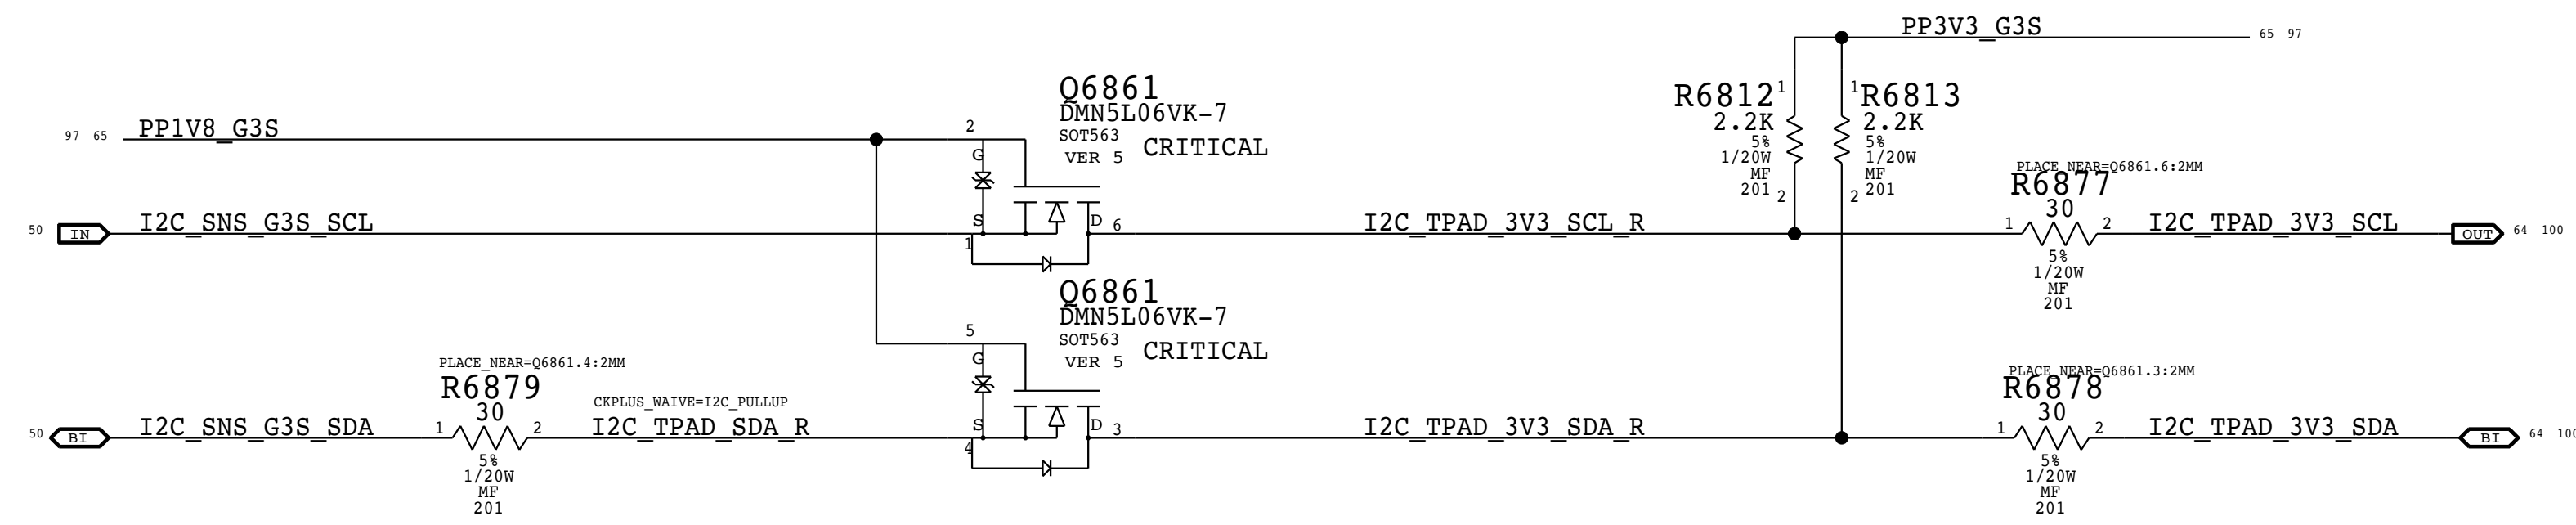 PP3V3_G3S 65 97
Q6861
DMN5L06VK-7
SOT563
VER 5 CRITICAL
R6812 1
2.2K
5%
1/20W
MF
201
2
1 R6813
2.2K
5%
1/20W
MF
201
2
97 65 PP1V8_G3S
2
G
S
D
1
6
50 IN I2C_SNS_G3S_SCL
I2C_TPAD_3V3_SCL_R
PLACE_NEAR=Q6861.6:2MM
R6877
30
1 2
5%
1/20W
MF
201
I2C_TPAD_3V3_SCL OUT 64 100
Q6861
DMN5L06VK-7
SOT563
VER 5 CRITICAL
5
G
S
D
4
3
PLACE_NEAR=Q6861.4:2MM
R6879
30
1 2
5%
1/20W
MF
201
50 BI I2C_SNS_G3S_SDA
CKPLUS_WAIVE=I2C_PULLUP
I2C_TPAD_SDA_R
I2C_TPAD_3V3_SDA_R
PLACE_NEAR=Q6861.3:2MM
R6878
30
1 2
5%
1/20W
MF
201
I2C_TPAD_3V3_SDA BI 64 100